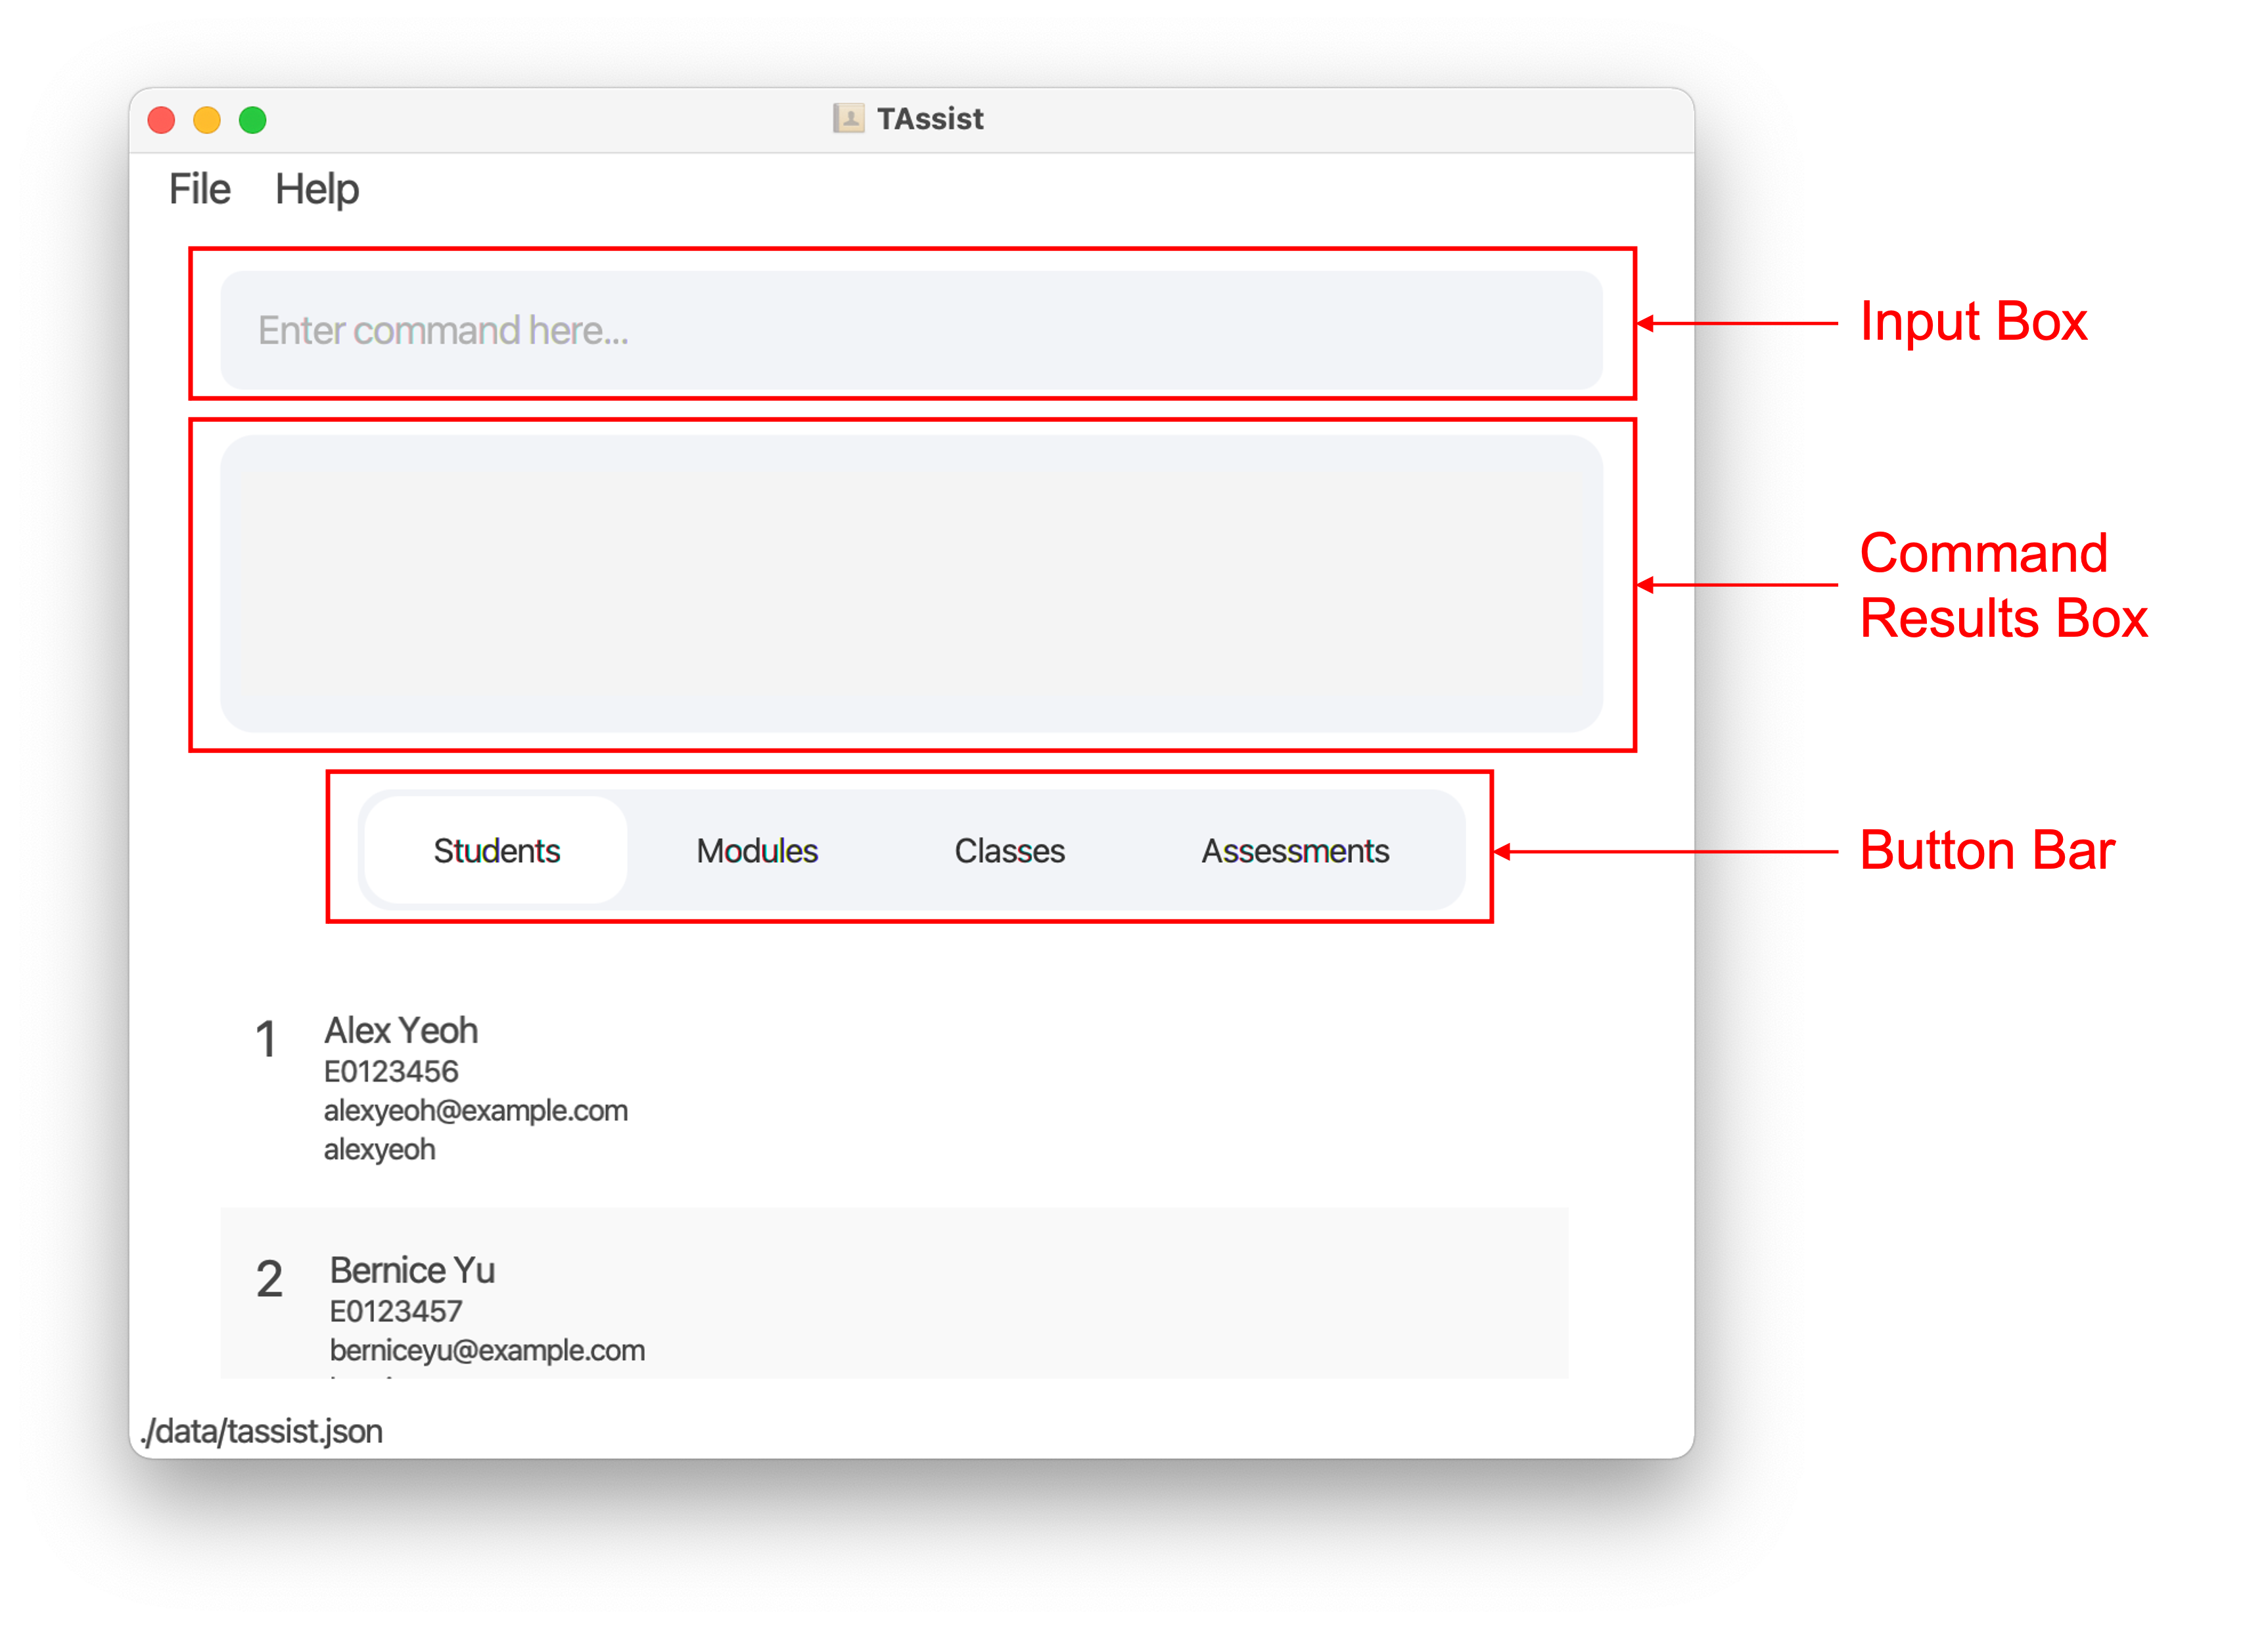 TAssist
File Help
Enter command here...
Input Box
Command
Results Box
Students Modules Classes Assessments
Button Bar
1 Alex Yeoh
E0123456
alexyeoh@example.com
alexyeoh
2 Bernice Yu
E0123457
berniceyu@example.com
./data/tassist.json